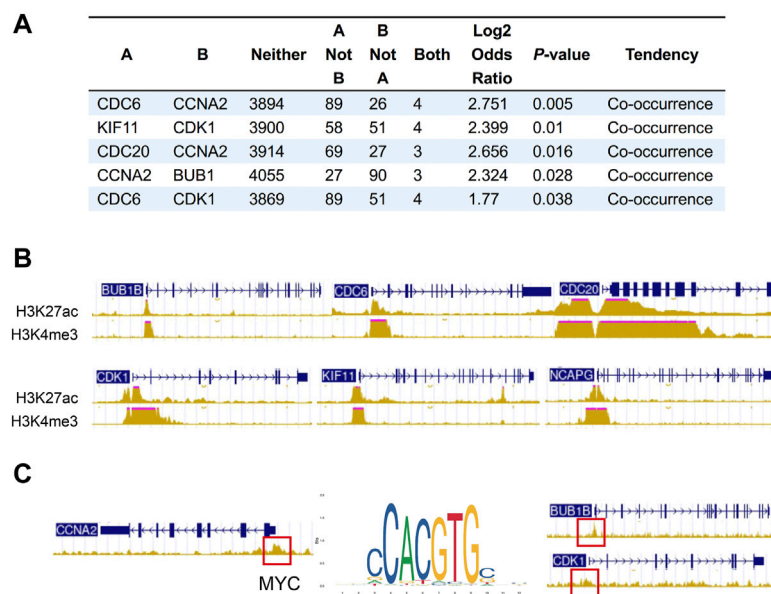 A
A B Neither A Not B B Not A Both Log2 Odds Ratio P-value Tendency
CDC6 CCNA2 3894 89 26 4 2.751 0.005 Co-occurrence
KIF11 CDK1 3900 58 51 4 2.399 0.01 Co-occurrence
CDC20 CCNA2 3914 69 27 3 2.656 0.016 Co-occurrence
CCNA2 BUB1 4055 27 90 3 2.324 0.028 Co-occurrence
CDC6 CDK1 3869 89 51 4 1.77 0.038 Co-occurrence
B
BUB1B CDC6 CDC20
H3K27ac
H3K4me3
CDK1 KIF11 NCAPG
H3K27ac
H3K4me3
C
CCNA2
MYC
CCACGTGC
BUB1B
CDK1